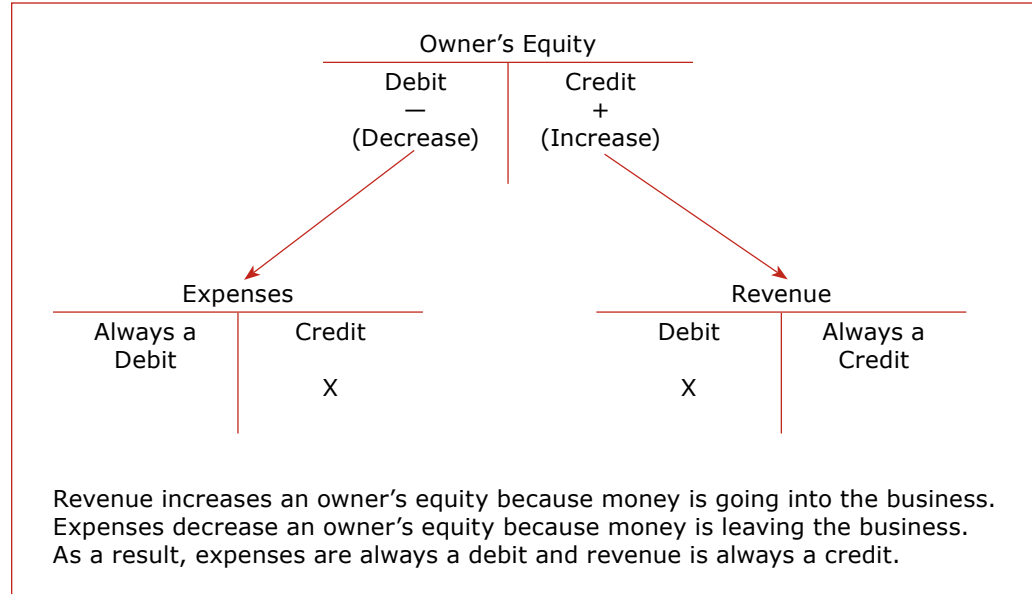 Owner’s Equity
Debit
—
(Decrease)
Credit
+
(Increase)
Expenses
Always a
Debit
Credit
X
Revenue
Debit
X
Always a
Credit
Revenue increases an owner’s equity because money is going into the business.
Expenses decrease an owner’s equity because money is leaving the business.
As a result, expenses are always a debit and revenue is always a credit.